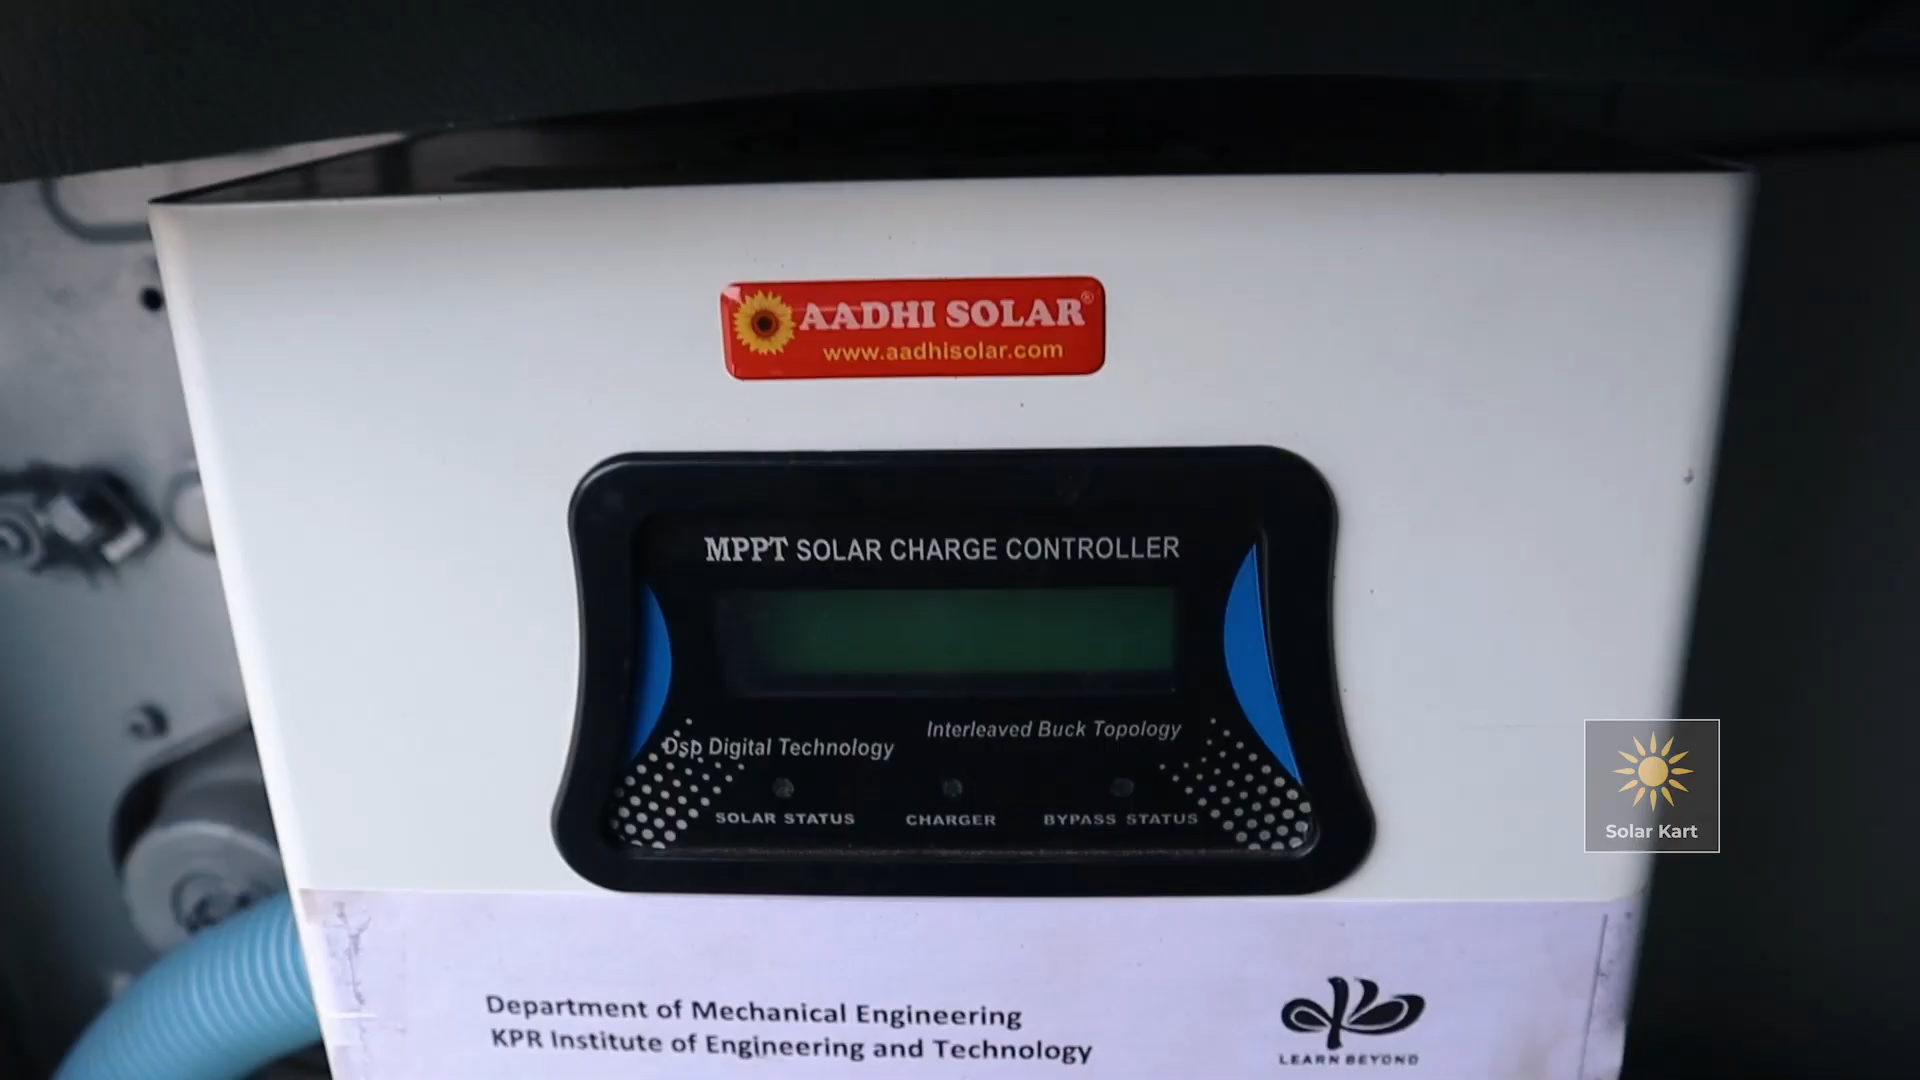 AADHI SOLAR®
www.aadhisolar.com
MPPT SOLAR CHARGE CONTROLLER
Interleaved Buck Topology
Dsp Digital Technology
SOLAR STATUS
CHARGER
BYPASS STATUS
Solar Kart
Department of Mechanical Engineering
KPR Institute of Engineering and Technology
LEARN BEYOND